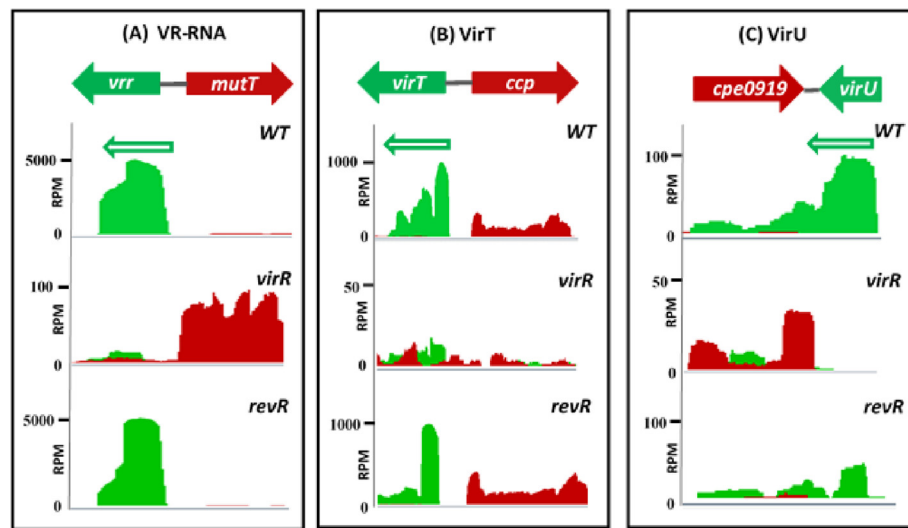 (A) VR-RNA
vrr mutT
WT
5000
RPM
0
virR
100
RPM
0
revR
5000
RPM
0
(B) VirT
virT ccp
WT
1000
RPM
0
virR
50
RPM
0
revR
1000
RPM
0
(C) VirU
cpe0919 virU
WT
100
RPM
0
virR
50
RPM
0
revR
100
RPM
0